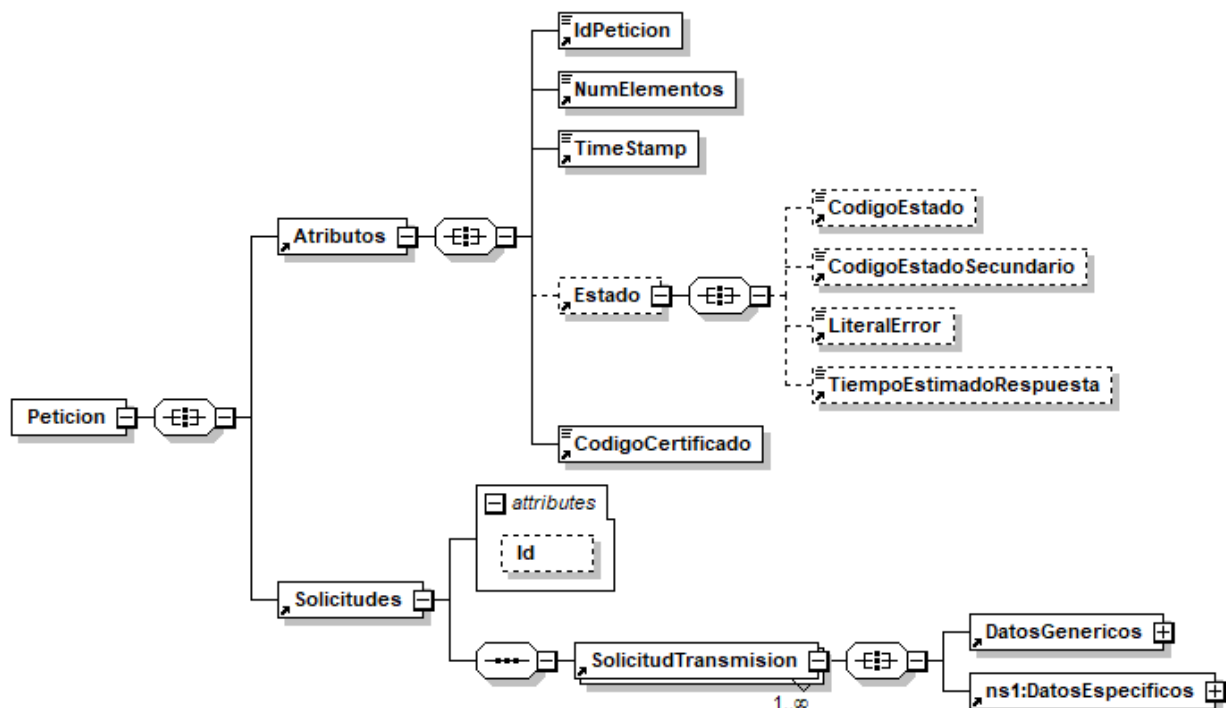 IdPeticion
NumElementos
TimeStamp
CodigoEstado
Atributos
CodigoEstadoSecundario
Estado
LiteralError
TiempoEstimadoRespuesta
Peticion
CodigoCertificado
attributes
Id
Solicitudes
DatosGenericos
SolicitudTransmision
ns1:DatosEspecificos
1..∞